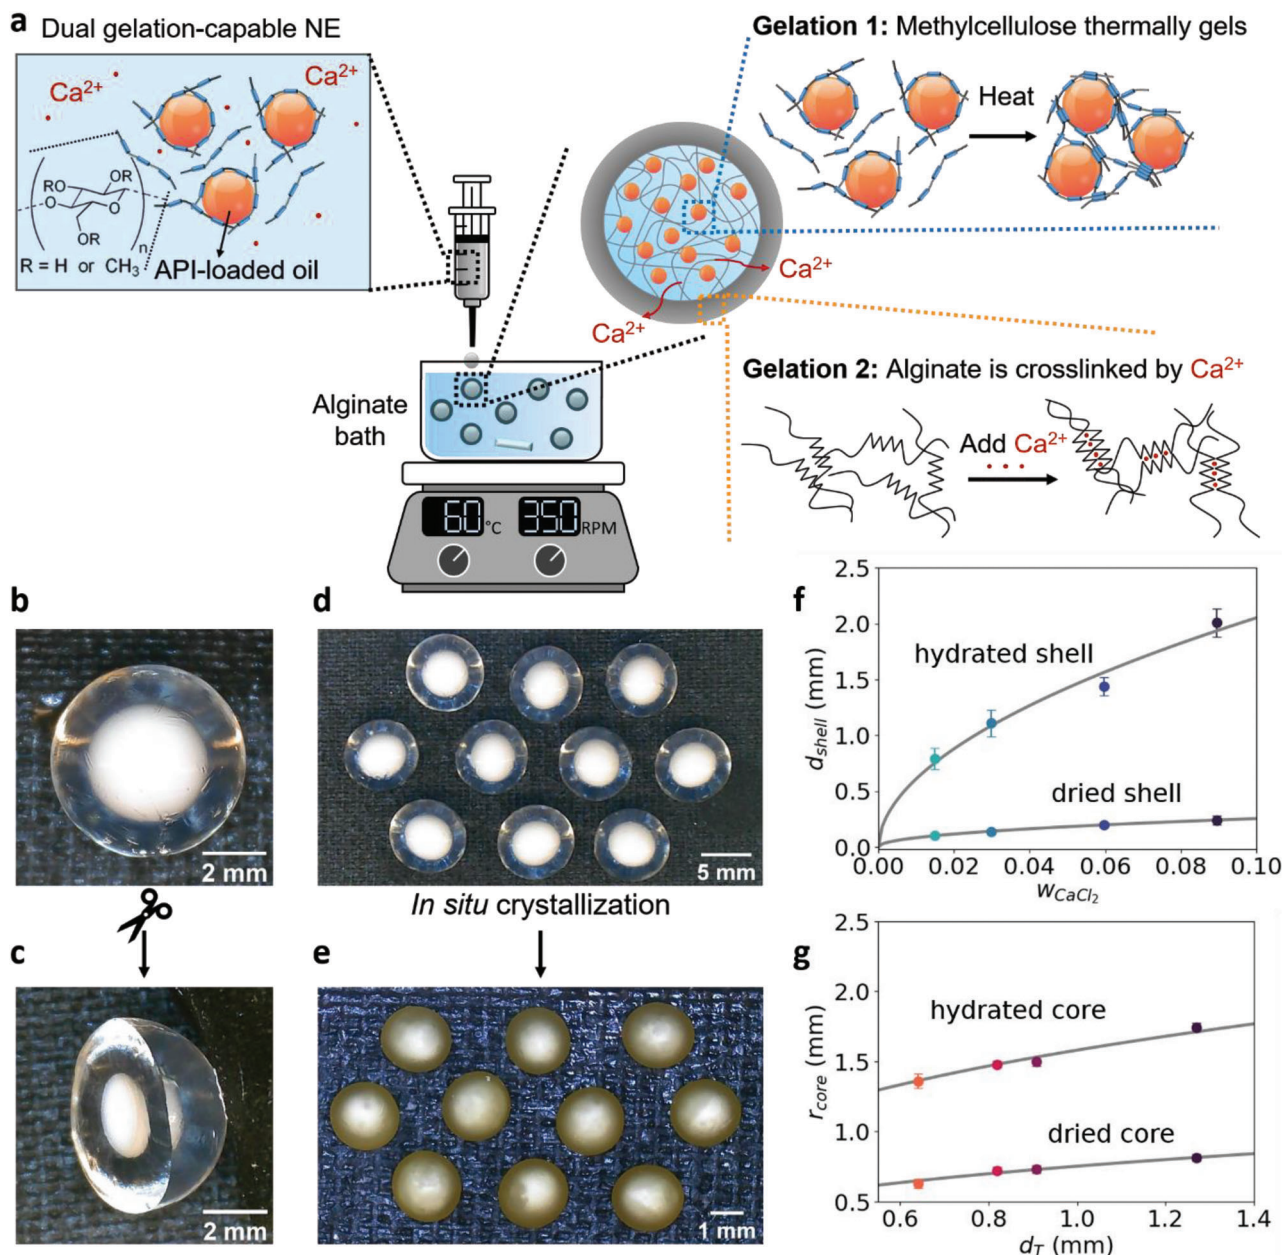 a
Dual gelation-capable NE
Ca²⁺
Ca²⁺
RO
OR
O
O
OR
n
R = H or CH₃
API-loaded oil
Gelation 1: Methylcellulose thermally gels
Heat
Ca²⁺
Ca²⁺
Alginate
bath
60 °C 350 RPM
Gelation 2: Alginate is crosslinked by Ca²⁺
Add Ca²⁺
b
2 mm
c
2 mm
d
5 mm
In situ crystallization
e
1 mm
f
2.5
2.0
1.5
1.0
0.5
0.0
d_shell (mm)
hydrated shell
dried shell
0.00 0.02 0.04 0.06 0.08 0.10
w_CaCl₂
g
2.5
2.0
1.5
1.0
0.5
r_core (mm)
hydrated core
dried core
0.6 0.8 1.0 1.2 1.4
d_T (mm)